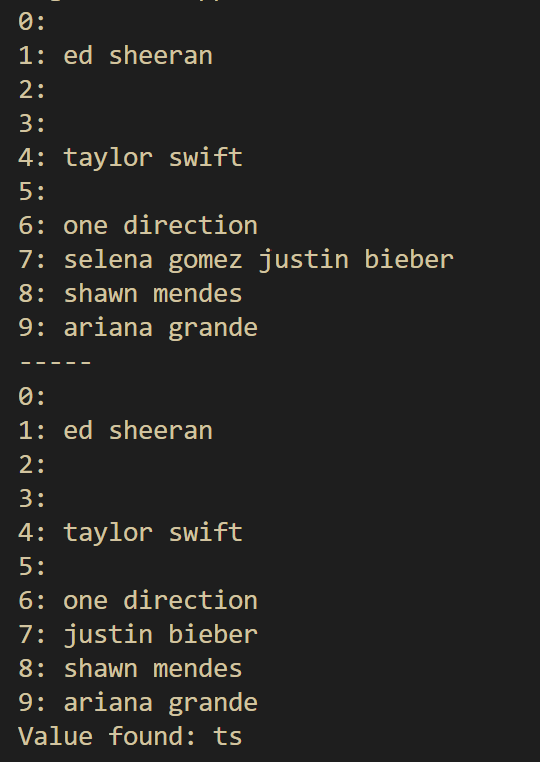 0:
1: ed sheeran
2:
3:
4: taylor swift
5:
6: one direction
7: selena gomez justin bieber
8: shawn mendes
9: ariana grande
-----
0:
1: ed sheeran
2:
3:
4: taylor swift
5:
6: one direction
7: justin bieber
8: shawn mendes
9: ariana grande
Value found: ts